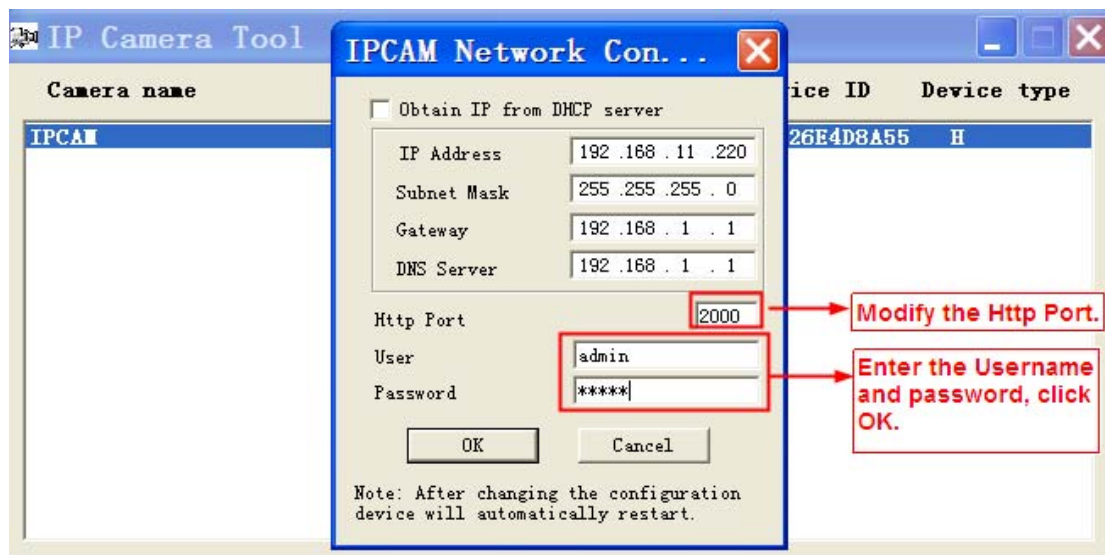 IP Camera Tool
IPCAM Network Con...
Camera name
ice ID
Device type
IPCAM
26E4D8A55
H
Obtain IP from DHCP server
IP Address
192 .168 . 11 .220
Subnet Mask
255 .255 .255 . 0
Gateway
192 .168 . 1 . 1
DNS Server
192 .168 . 1 . 1
Http Port
2000
Modify the Http Port.
User
admin
Password
*****
Enter the Username
and password, click
OK.
OK
Cancel
Note: After changing the configuration
device will automatically restart.